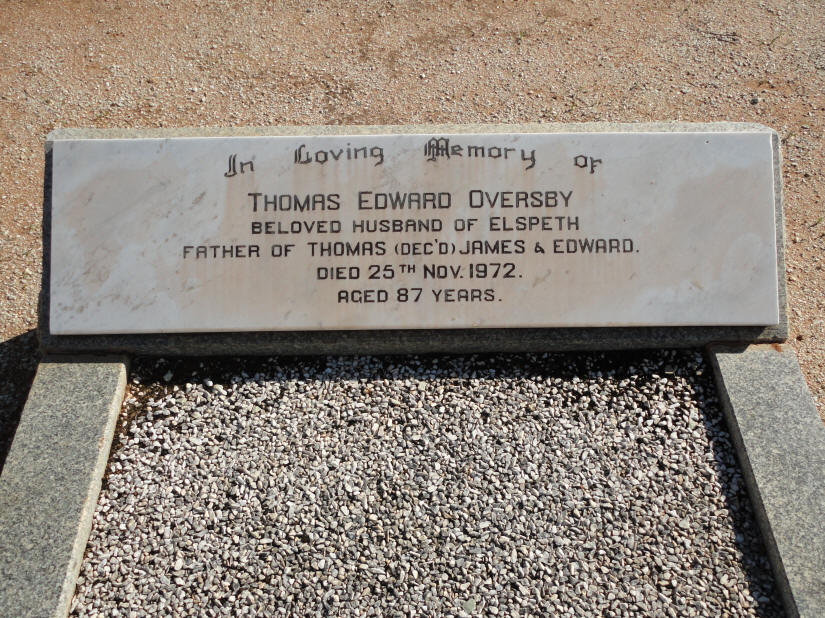 In Loving Memory of
THOMAS EDWARD OVERSBY
BELOVED HUSBAND OF ELSPETH
FATHER OF THOMAS (DEC'D) JAMES & EDWARD.
DIED 25TH NOV. 1972.
AGED 87 YEARS.